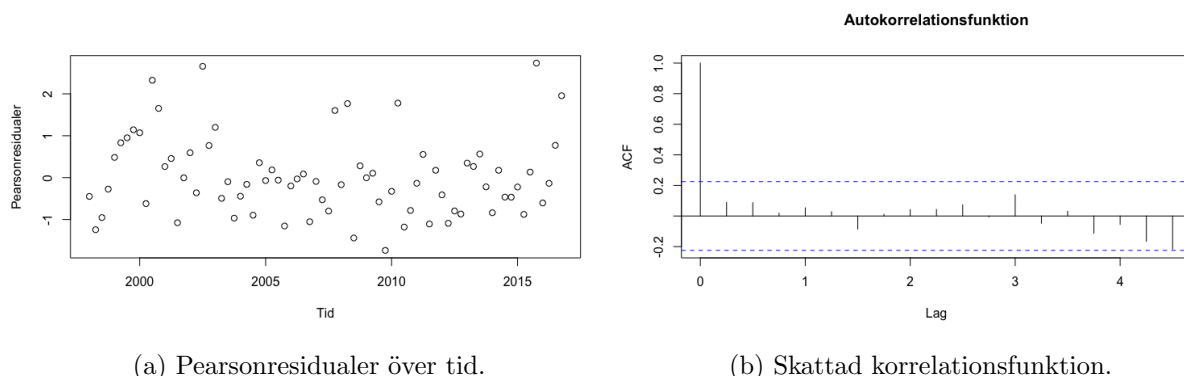 Pearsonresidualer
2
1
0
-1
2000 2005 2010 2015
Tid
(a) Pearsonresidualer över tid.
Autokorrelationsfunktion
ACF
1.0
0.8
0.6
0.4
0.2
-0.2
0 1 2 3 4
Lag
(b) Skattad korrelationsfunktion.